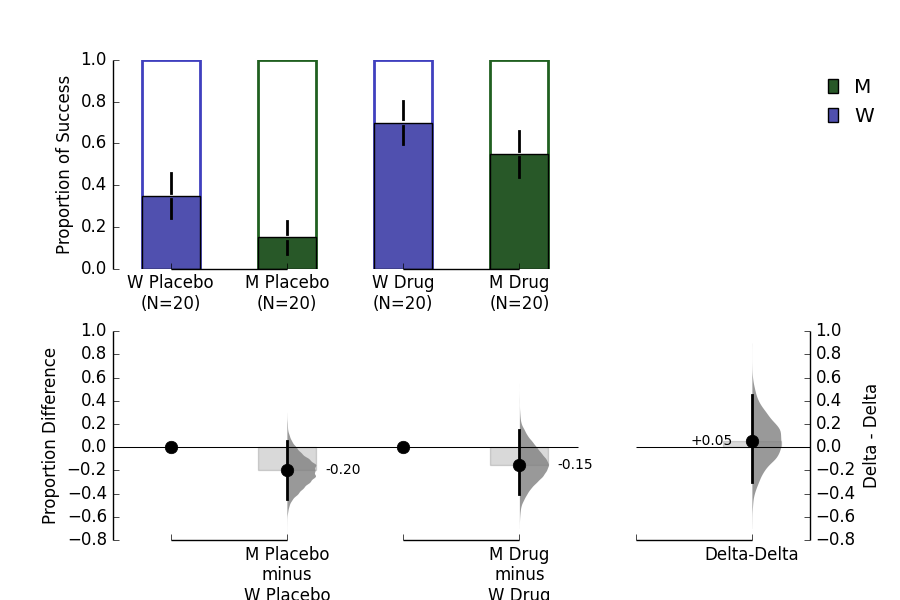 Proportion of Success
1.0
0.8
0.6
0.4
0.2
0.0
W Placebo
(N=20)
M Placebo
(N=20)
W Drug
(N=20)
M Drug
(N=20)
M
W
Proportion Difference
1.0
0.8
0.6
0.4
0.2
0.0
−0.2
−0.4
−0.6
−0.8
-0.20
-0.15
+0.05
M Placebo
minus
W Placebo
M Drug
minus
W Drug
Delta-Delta
1.0
0.8
0.6
0.4
0.2
0.0
−0.2
−0.4
−0.6
−0.8
Delta - Delta